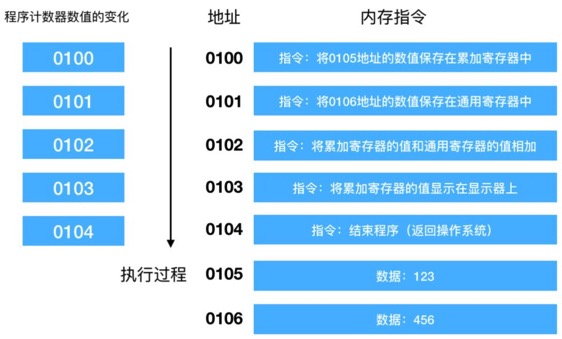 程序计数器数值的变化 地址 内存指令
0100 0100 指令：将0105地址的数值保存在累加寄存器中
0101 0101 指令：将0106地址的数值保存在通用寄存器中
0102 0102 指令：将累加寄存器的值和通用寄存器的值相加
0103 0103 指令：将累加寄存器的值显示在显示器上
0104 0104 指令：结束程序（返回操作系统）
执行过程 0105 数据：123
0106 数据：456